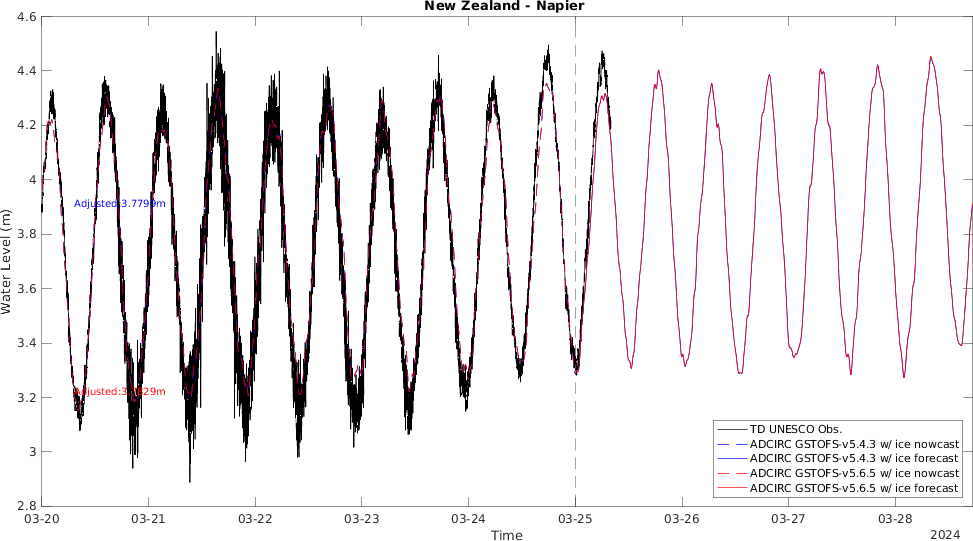 New Zealand - Napier
4.6
4.4
4.2
4
3.8
3.6
3.4
3.2
3
2.8
Water Level (m)
Adjusted:3.7799m
TD UNESCO Obs.
ADCIRC GSTOFS-v5.4.3 w/ ice nowcast
ADCIRC GSTOFS-v5.4.3 w/ ice forecast
ADCIRC GSTOFS-v5.6.5 w/ ice nowcast
ADCIRC GSTOFS-v5.6.5 w/ ice forecast
03-20 03-21 03-22 03-23 03-24 03-25 03-26 03-27 03-28
Time
2024